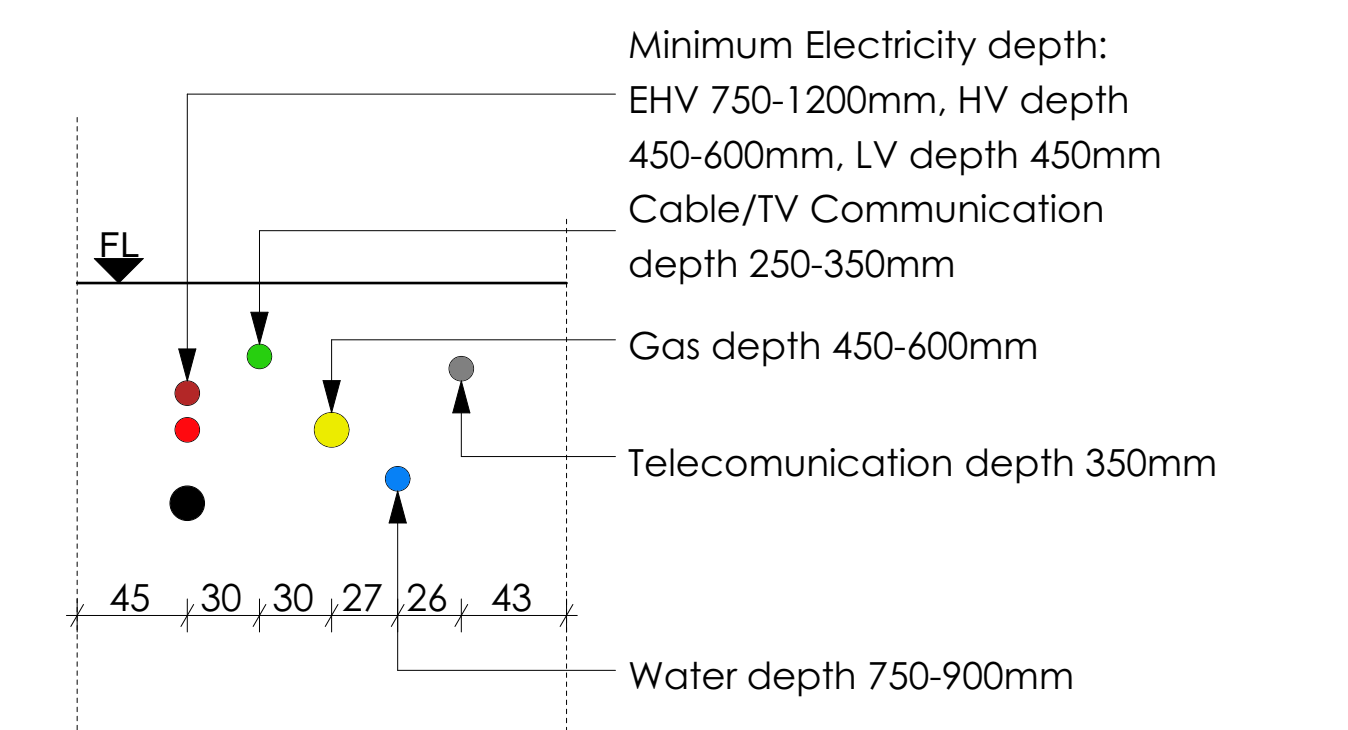 Minimum Electricity depth:
EHV 750-1200mm, HV depth
450-600mm, LV depth 450mm
Cable/TV Communication
depth 250-350mm
FL
Gas depth 450-600mm
Telecomunication depth 350mm
45 30 30 27 26 43
Water depth 750-900mm